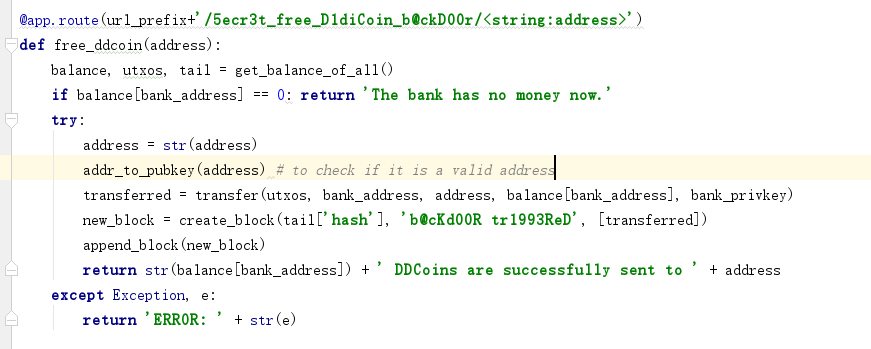 @app.route(url_prefix+'/5ecr3t_free_D1diCoin_b@ckD00r/<string:address>')
def free_ddcoin(address):
    balance, utxos, tail = get_balance_of_all()
    if balance[bank_address] == 0: return 'The bank has no money now.'
    try:
        address = str(address)
        addr_to_pubkey(address) # to check if it is a valid address
        transferred = transfer(utxos, bank_address, address, balance[bank_address], bank_privkey)
        new_block = create_block(tail['hash'], 'b@cKd00R tr1993ReD', [transferred])
        append_block(new_block)
        return str(balance[bank_address]) + ' DDCoins are successfully sent to ' + address
    except Exception, e:
        return 'ERROR: ' + str(e)